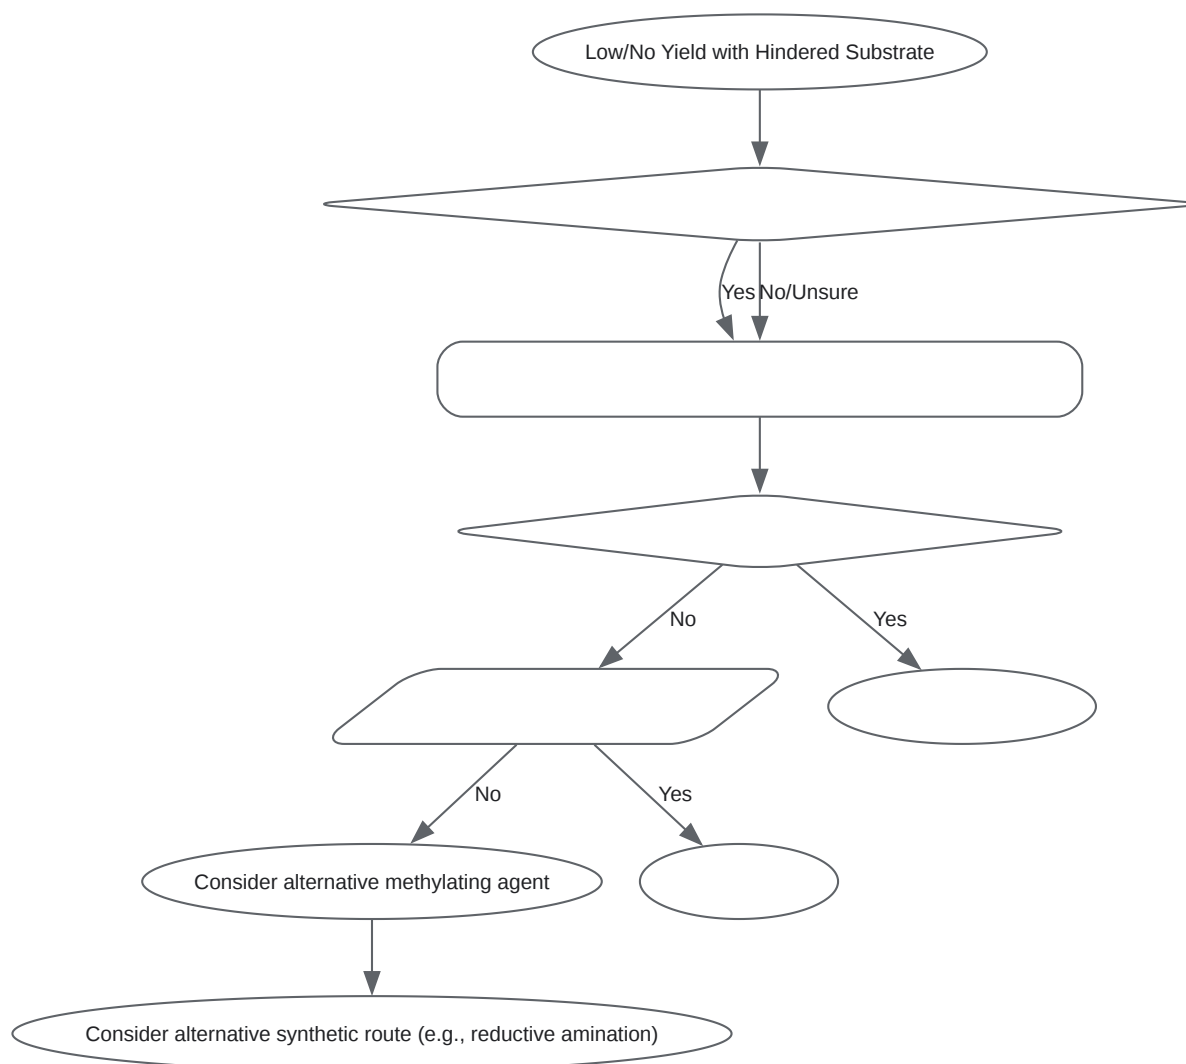 Low/No Yield with Hindered Substrate
Yes
No/Unsure
No
Yes
No
Yes
Consider alternative methylating agent
Consider alternative synthetic route (e.g., reductive amination)